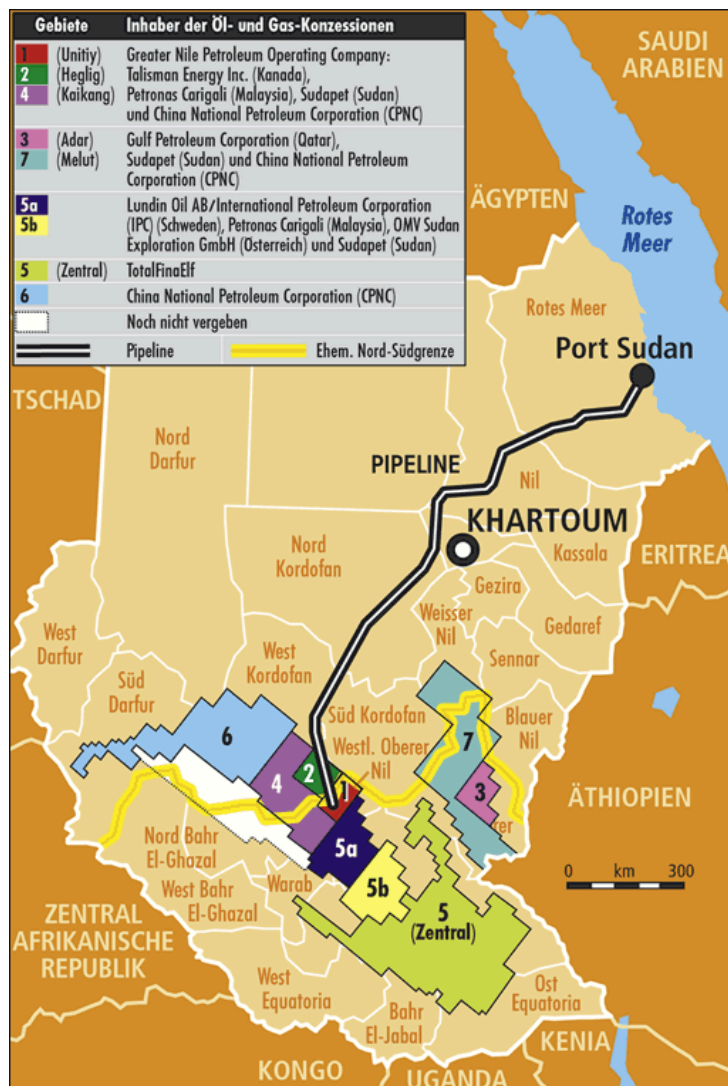 Gebiete Inhaber der Öl- und Gas-Konzessionen
1 (Unitiy) Greater Nile Petroleum Operating Company:
2 (Heglig) Talisman Energy Inc. (Kanada),
4 (Kaikang) Petronas Carigali (Malaysia), Sudapet (Sudan)
und China National Petroleum Corporation (CPNC)
3 (Adar) Gulf Petroleum Corporation (Qatar),
7 (Melut) Sudapet (Sudan) und China National Petroleum
Corporation (CPNC)
5a Lundin Oil AB/International Petroleum Corporation
5b (IPC) (Schweden), Petronas Carigali (Malaysia), OMV Sudan
Exploration GmbH (Österreich) und Sudapet (Sudan)
5 (Zentral) TotalFinaElf
6 China National Petroleum Corporation (CPNC)
Noch nicht vergeben
Pipeline Ehem. Nord-Südgrenze
SAUDI
ARABIEN
ÄGYPTEN
Rotes
Meer
Rotes Meer
Port Sudan
TSCHAD
Nord
Darfur
PIPELINE
Nil
KHARTOUM
Nord
Kordofan
Kassala
ERITREA
Gezira
Weisser
Nil
Gedaref
West
Darfur
Sennar
West
Kordofan
Süd
Darfur
Süd Kordofan
Blauer
Nil
Westl. Oberer
Nil
6
7
2
4
1
3
rer
ÄTHIOPIEN
5a
Nord Bahr
El-Ghazal
0 km 300
Warab
5b
West Bahr
El-Ghazal
5
(Zentral)
ZENTRAL
AFRIKANISCHE
REPUBLIK
West
Equatoria
Ost
Equatoria
Bahr
El-Jabal
KENIA
KONGO
UGANDA